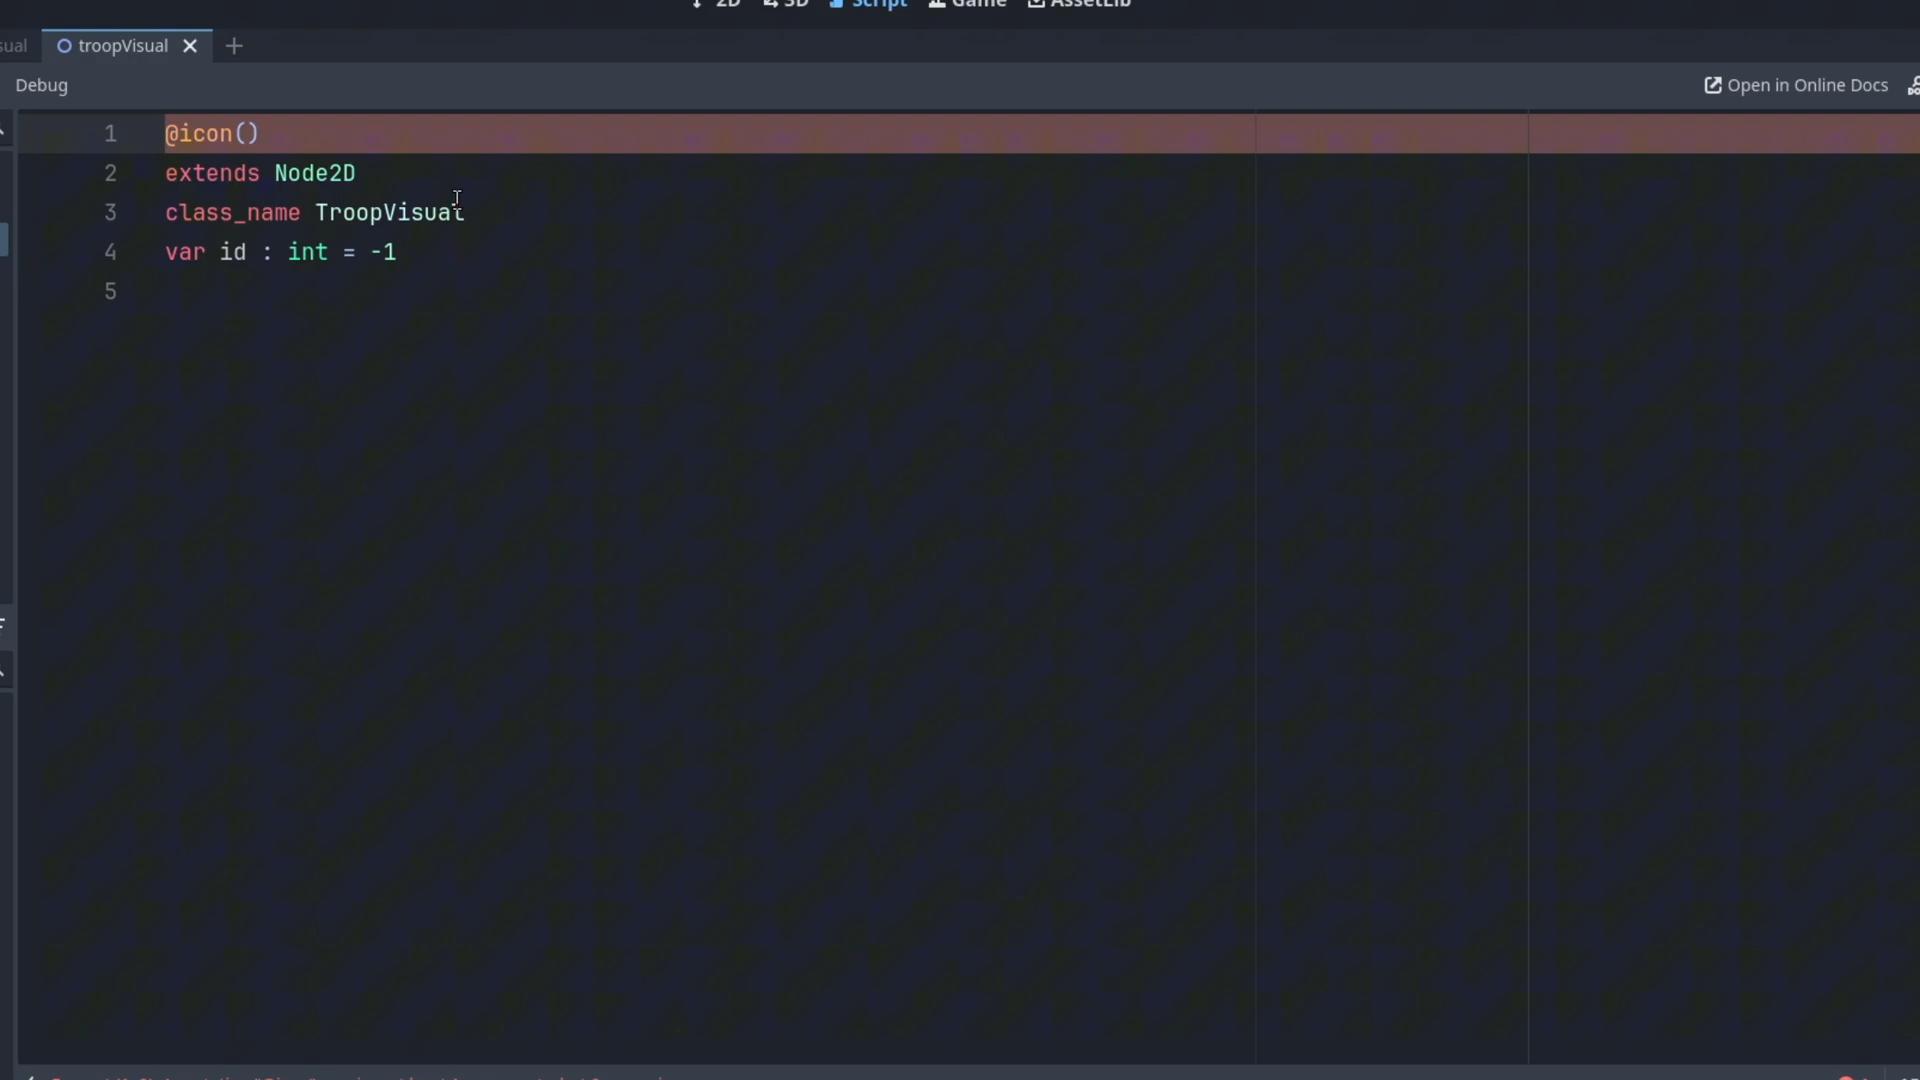 2D 3D Script Game AssetLib
sual troopVisual
Debug Open in Online Docs
1 @icon()
2 extends Node2D
3 class_name TroopVisual
4 var id : int = -1
5